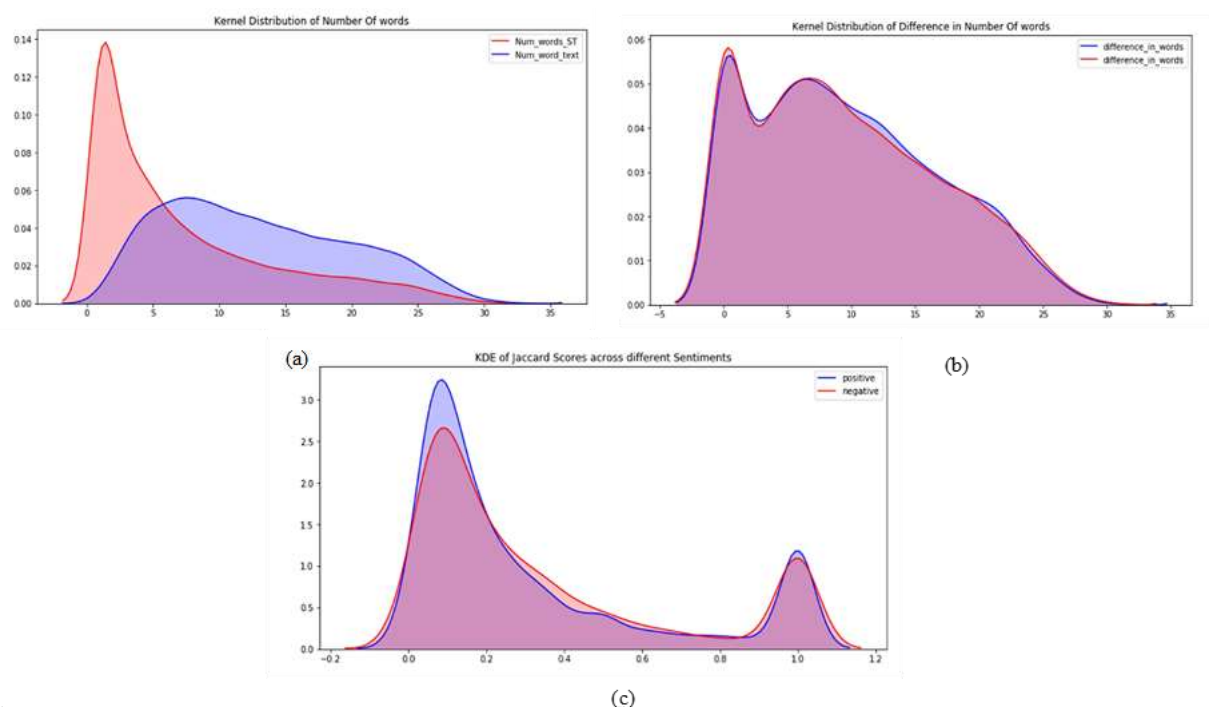 Kernel Distribution of Number Of words
Num_words_ST
Num_word_text
0.14
0.12
0.10
0.08
0.06
0.04
0.02
0.00
0 5 10 15 20 25 30 35
(a)
Kernel Distribution of Difference in Number Of words
difference_in_words
difference_in_words
0.06
0.05
0.04
0.03
0.02
0.01
0.00
−5 0 5 10 15 20 25 30 35
(b)
KDE of Jaccard Scores across different Sentiments
positive
negative
3.0
2.5
2.0
1.5
1.0
0.5
0.0
−0.2 0.0 0.2 0.4 0.6 0.8 1.0 1.2
(c)